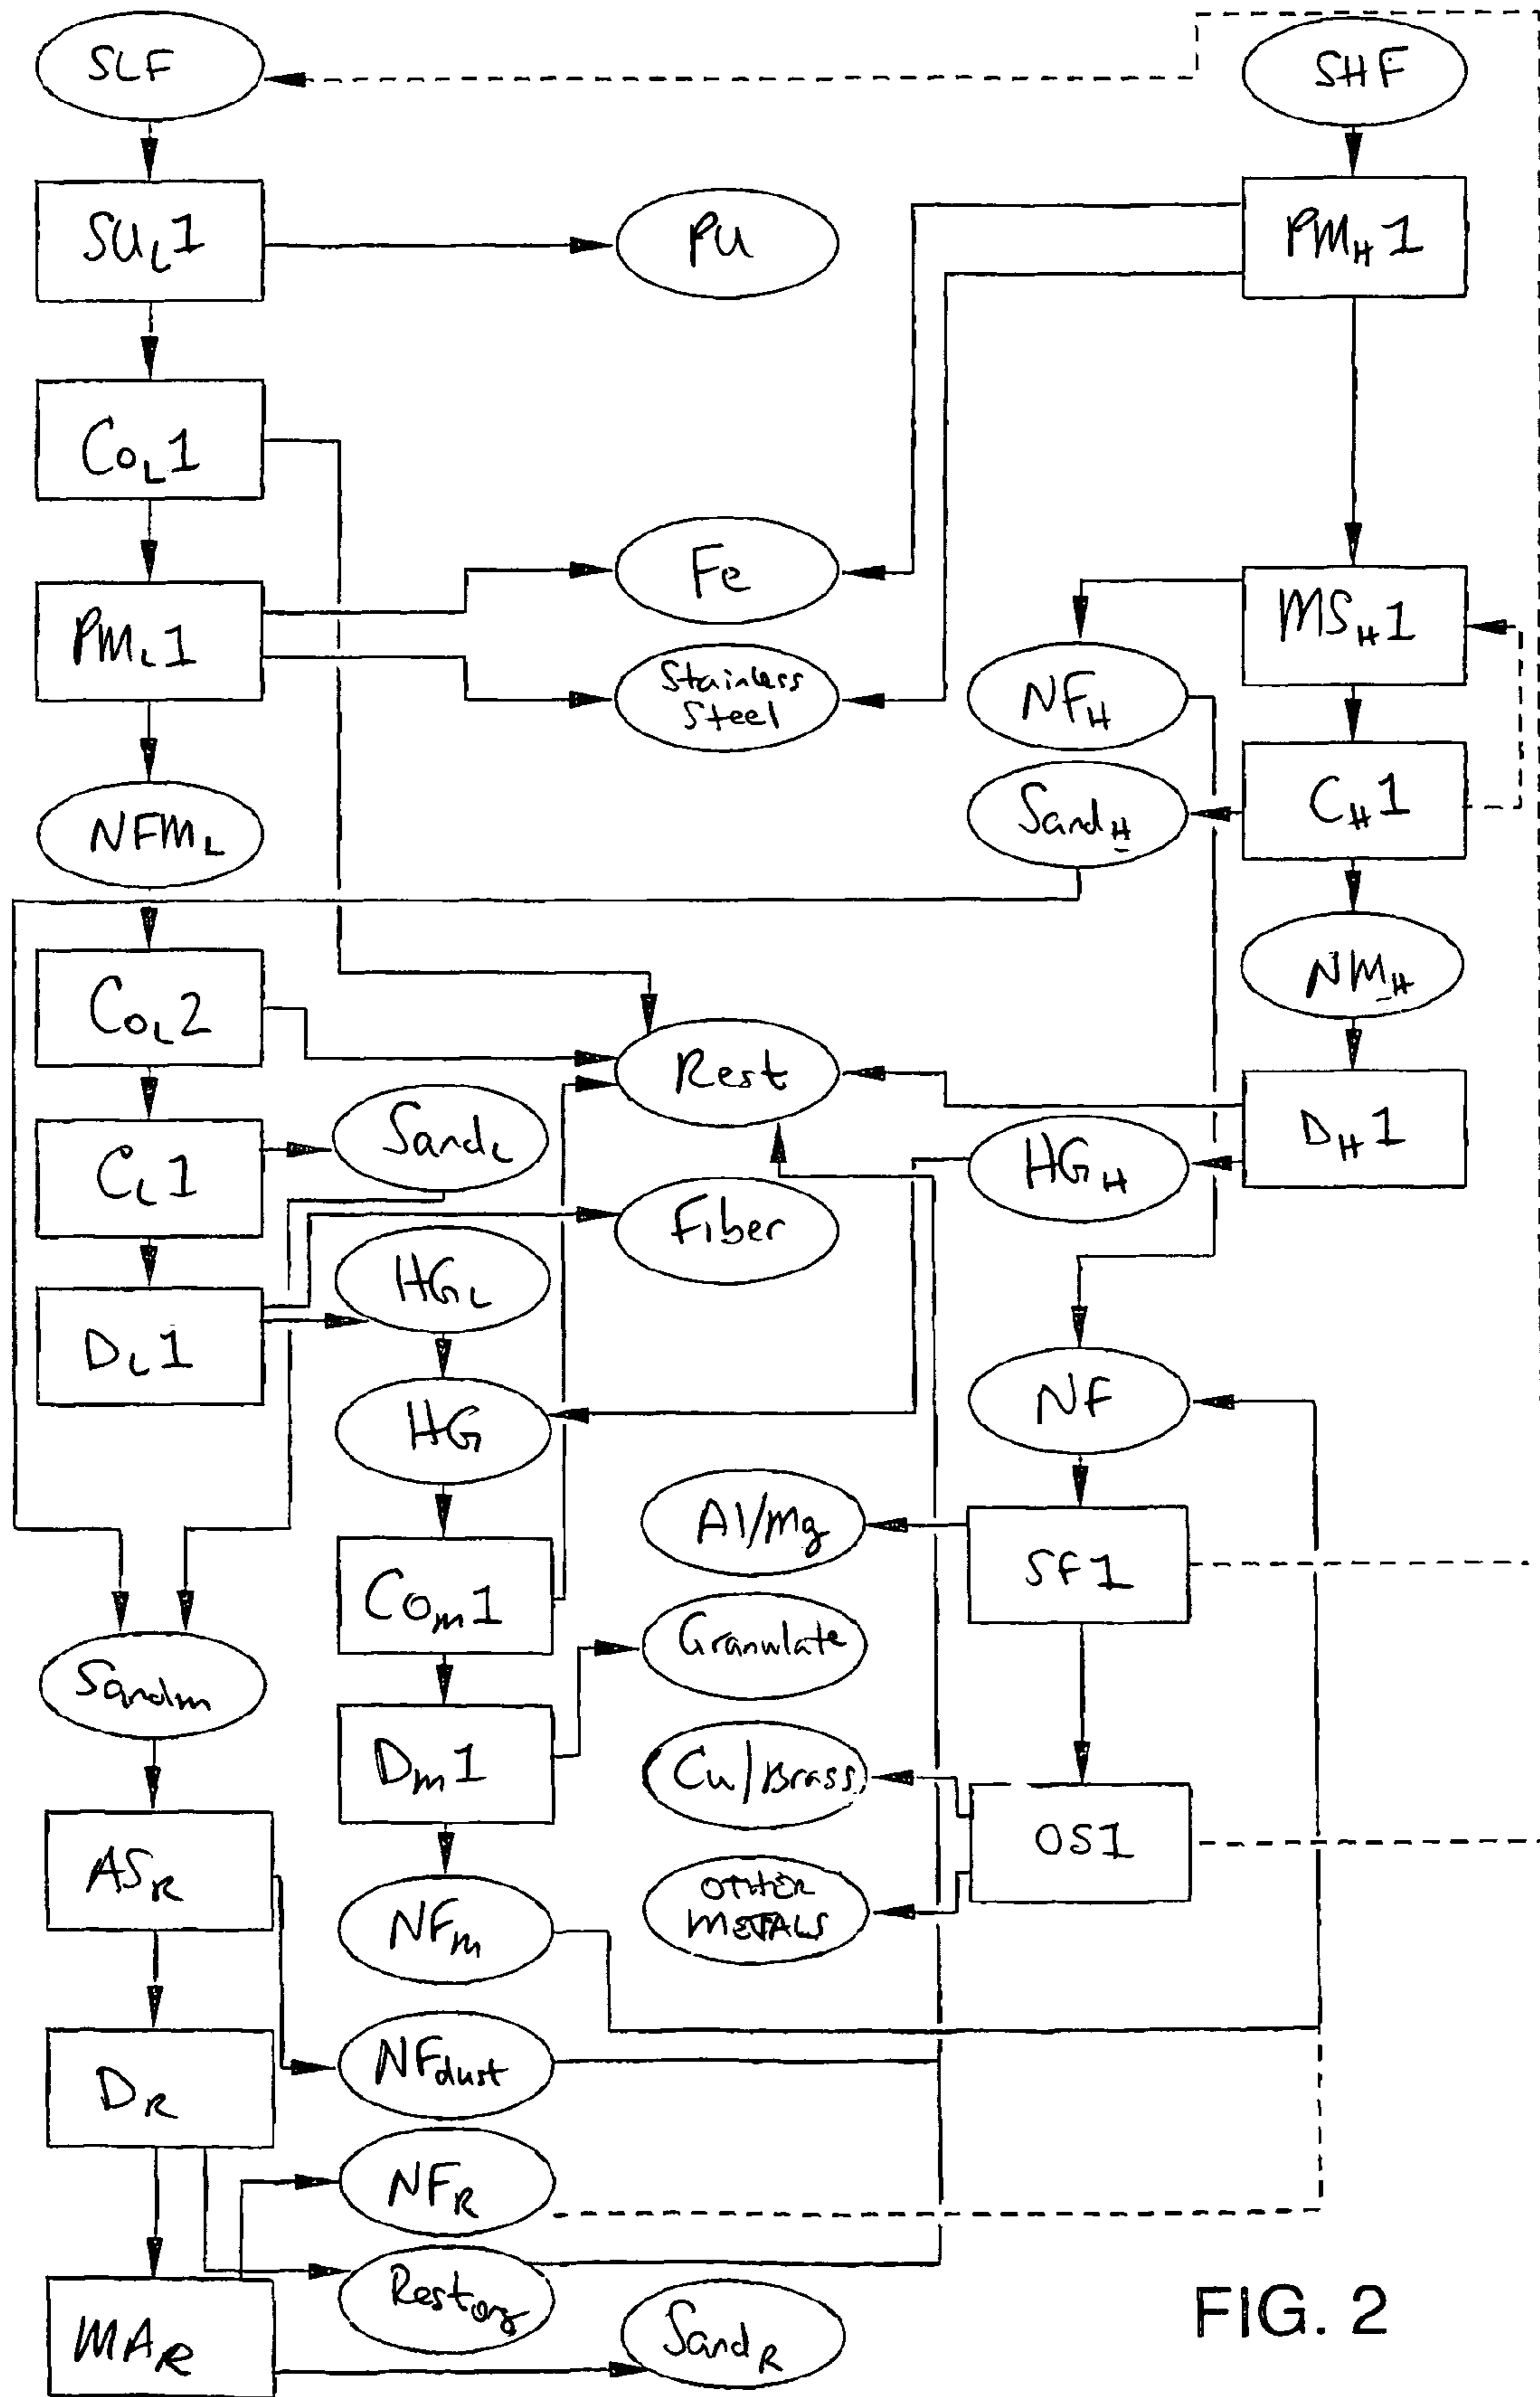 SLF
SHF
SUL1
PU
PMH1
CoL1
Fe
PML1
MSH1
Stainless
Steel
NFH
NFML
SandH
CH1
NMH
CoL2
Rest
SandL
CL1
DH1
HGH
Fiber
HGL
DL1
NF
HG
Al/Mg
SF1
Com1
Granulate
Sandm
Dm1
Cu/Brass
OS1
ASR
OTHER
METALS
NFm
NFdust
DR
NFR
Restorg
SandR
MAR
FIG. 2